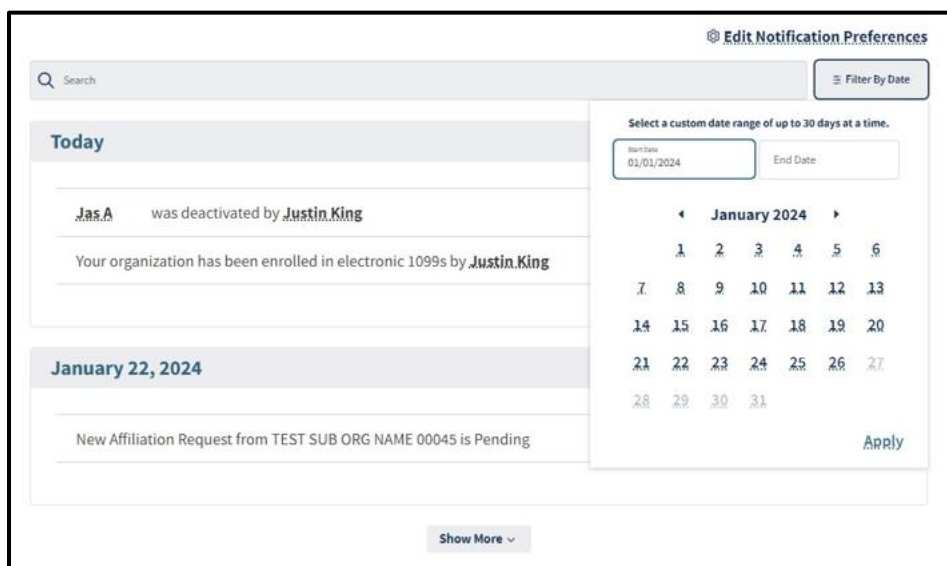 Edit Notification Preferences
Search
Filter By Date
Select a custom date range of up to 30 days at a time.
Start Date
01/01/2024
End Date
January 2024
1 2 3 4 5 6
7 8 9 10 11 12 13
14 15 16 17 18 19 20
21 22 23 24 25 26 27
28 29 30 31
Apply
Today
Jas A was deactivated by Justin King
Your organization has been enrolled in electronic 1099s by Justin King
January 22, 2024
New Affiliation Request from TEST SUB ORG NAME 00045 is Pending
Show More